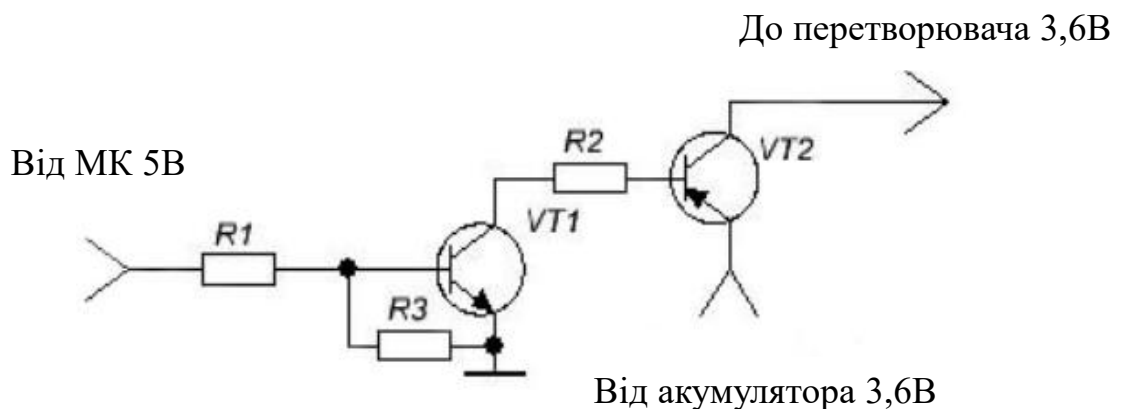 До перетворювача 3,6В
R2
VT2
Від МК 5В
VT1
R1
R3
Від акумулятора 3,6В